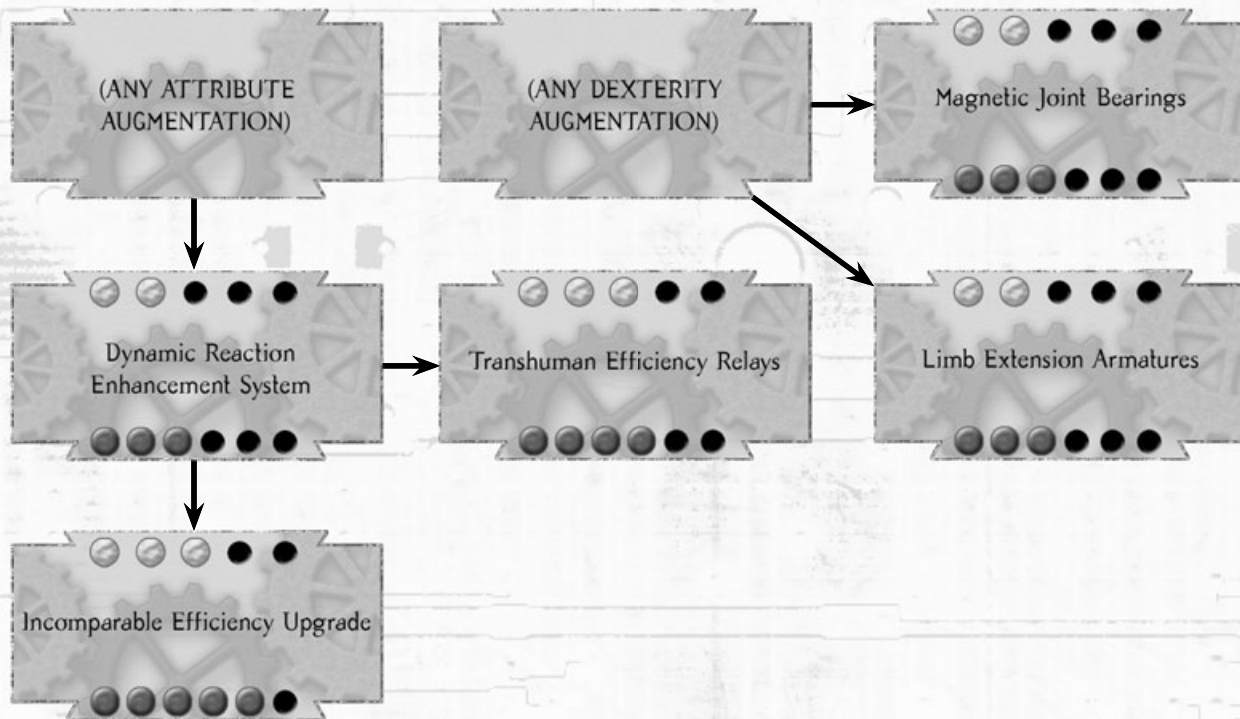 (ANY ATTRIBUTE
AUGMENTATION)
(ANY DEXTERITY
AUGMENTATION)
Magnetic Joint Bearings
Dynamic Reaction
Enhancement System
Transhuman Efficiency Relays
Limb Extension Armatures
Incomparable Efficiency Upgrade